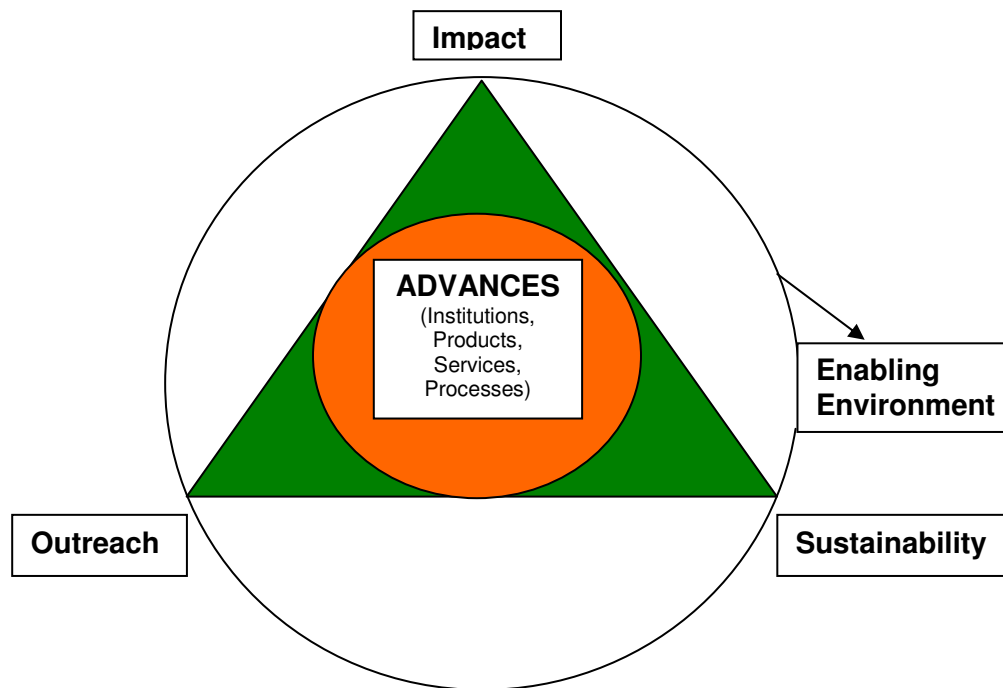 Impact
ADVANCES
(Institutions,
Products,
Services,
Processes)
Enabling
Environment
Outreach
Sustainability